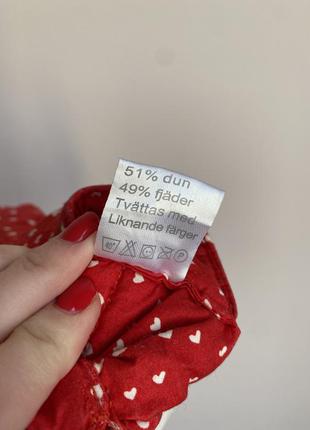 51% dun
49% fjäder
Tvättas med
Liknande färger